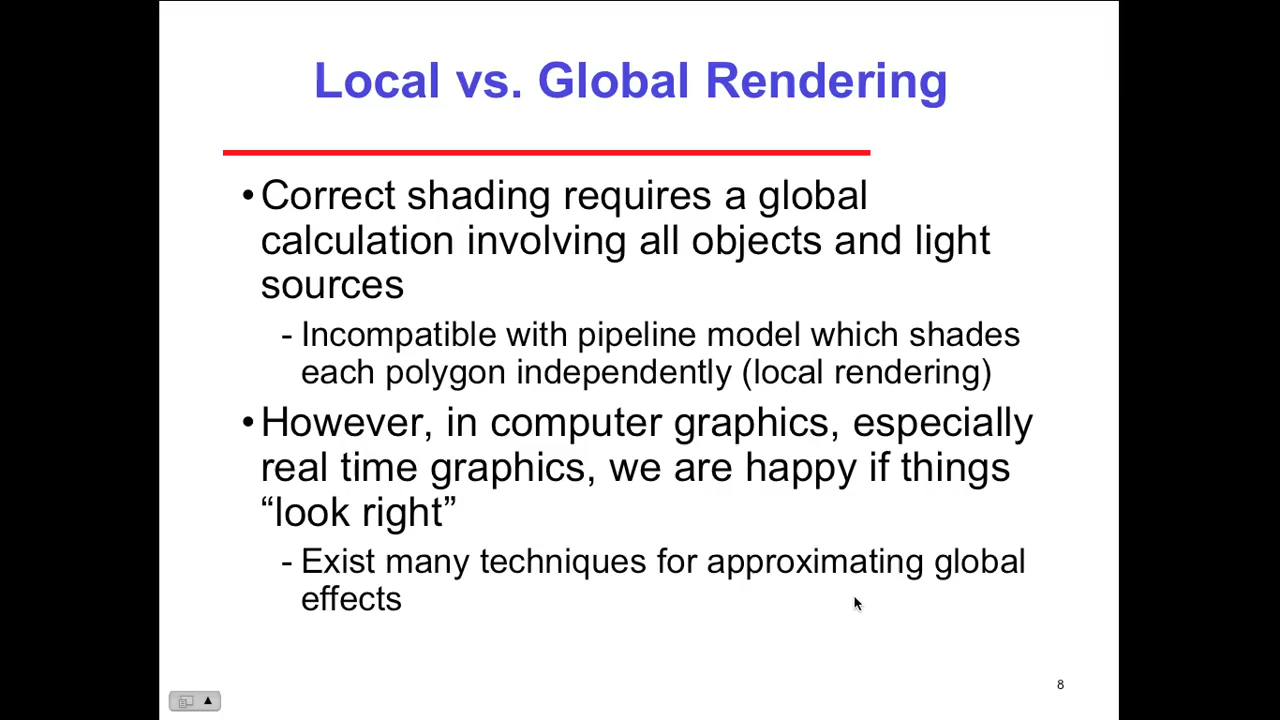 Local vs. Global Rendering
•Correct shading requires a global
calculation involving all objects and light
sources
- Incompatible with pipeline model which shades
each polygon independently (local rendering)
•However, in computer graphics, especially
real time graphics, we are happy if things
“look right”
- Exist many techniques for approximating global
effects
8